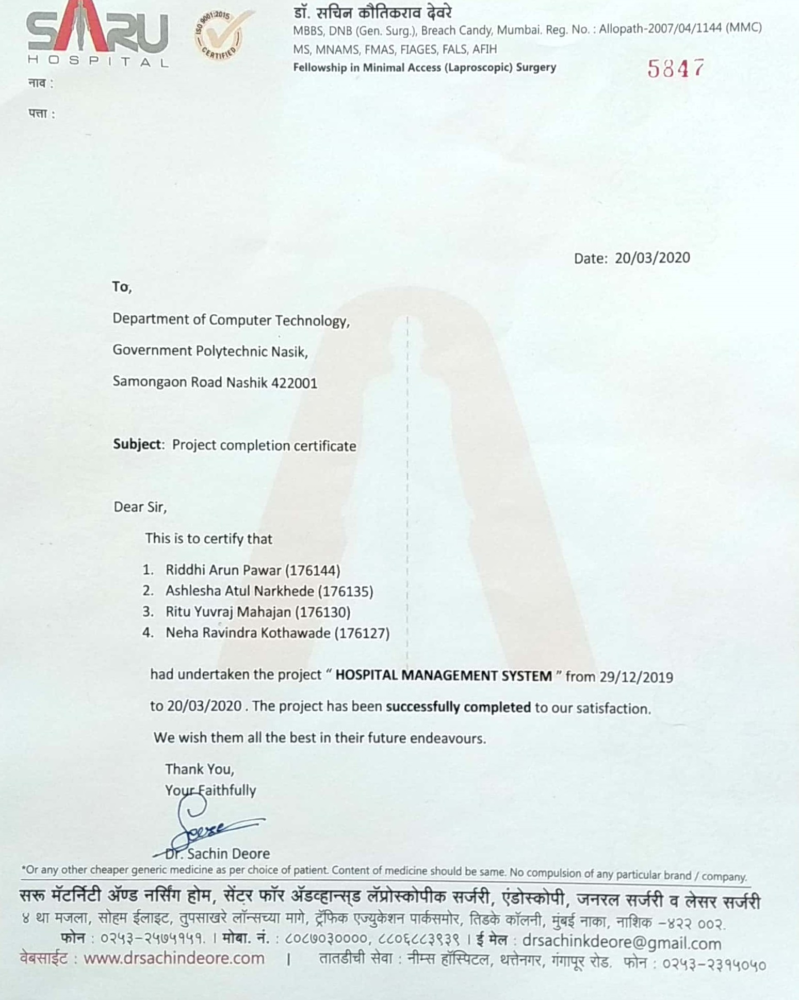 SARU
HOSPITAL
ISO 9001:2015
CERTIFIED
डॉ. सचिन कौतिकराव देवरे
MBBS, DNB (Gen. Surg.), Breach Candy, Mumbai. Reg. No. : Allopath-2007/04/1144 (MMC)
MS, MNAMS, FMAS, FIAGES, FALS, AFIH
Fellowship in Minimal Access (Laproscopic) Surgery
5847
नाव :
पत्ता :
Date: 20/03/2020
To,
Department of Computer Technology,
Government Polytechnic Nasik,
Samongaon Road Nashik 422001
Subject: Project completion certificate
Dear Sir,
This is to certify that
1. Riddhi Arun Pawar (176144)
2. Ashlesha Atul Narkhede (176135)
3. Ritu Yuvraj Mahajan (176130)
4. Neha Ravindra Kothawade (176127)
had undertaken the project “ HOSPITAL MANAGEMENT SYSTEM ” from 29/12/2019
to 20/03/2020 . The project has been successfully completed to our satisfaction.
We wish them all the best in their future endeavours.
Thank You,
Your Faithfully
Dr. Sachin Deore
*Or any other cheaper generic medicine as per choice of patient. Content of medicine should be same. No compulsion of any particular brand / company.
सरू मॅटर्निटी ॲण्ड नर्सिंग होम, सेंटर फॉर ॲडव्हान्स्ड लॅप्रोस्कोपीक सर्जरी, एंडोस्कोपी, जनरल सर्जरी व लेसर सर्जरी
४ था मजला, सोहम ईलाइट, तुपसाखरे लॉन्सच्या मागे, ट्रॅफिक एज्युकेशन पार्कसमोर, तिडके कॉलनी, मुंबई नाका, नाशिक –४२२ ००२.
फोन : ०२५३–२५७५१५१. । मोबा. नं. : ८०८७०३००००, ८८०६८८३९३९ । ई मेल : drsachinkdeore@gmail.com
वेबसाईट : www.drsachindeore.com | तातडीची सेवा : नीम्स हॉस्पिटल, थत्तेनगर, गंगापूर रोड. फोन : ०२५३–२३१५०५०